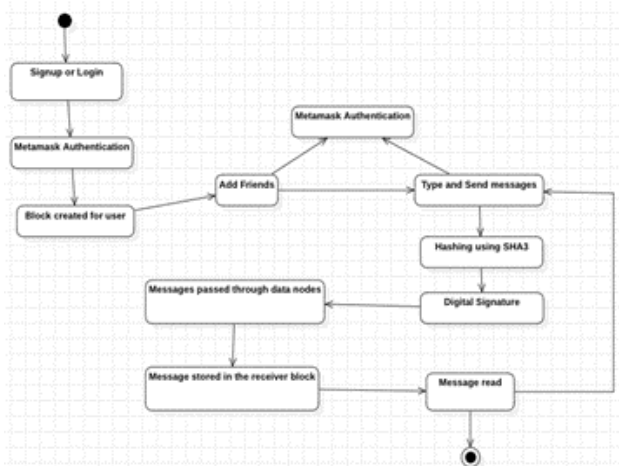 Signup or Login
Metamask Authentication
Block created for user
Metamask Authentication
Add Friends
Type and Send messages
Hashing using SHA3
Digital Signature
Messages passed through data nodes
Message stored in the receiver block
Message read